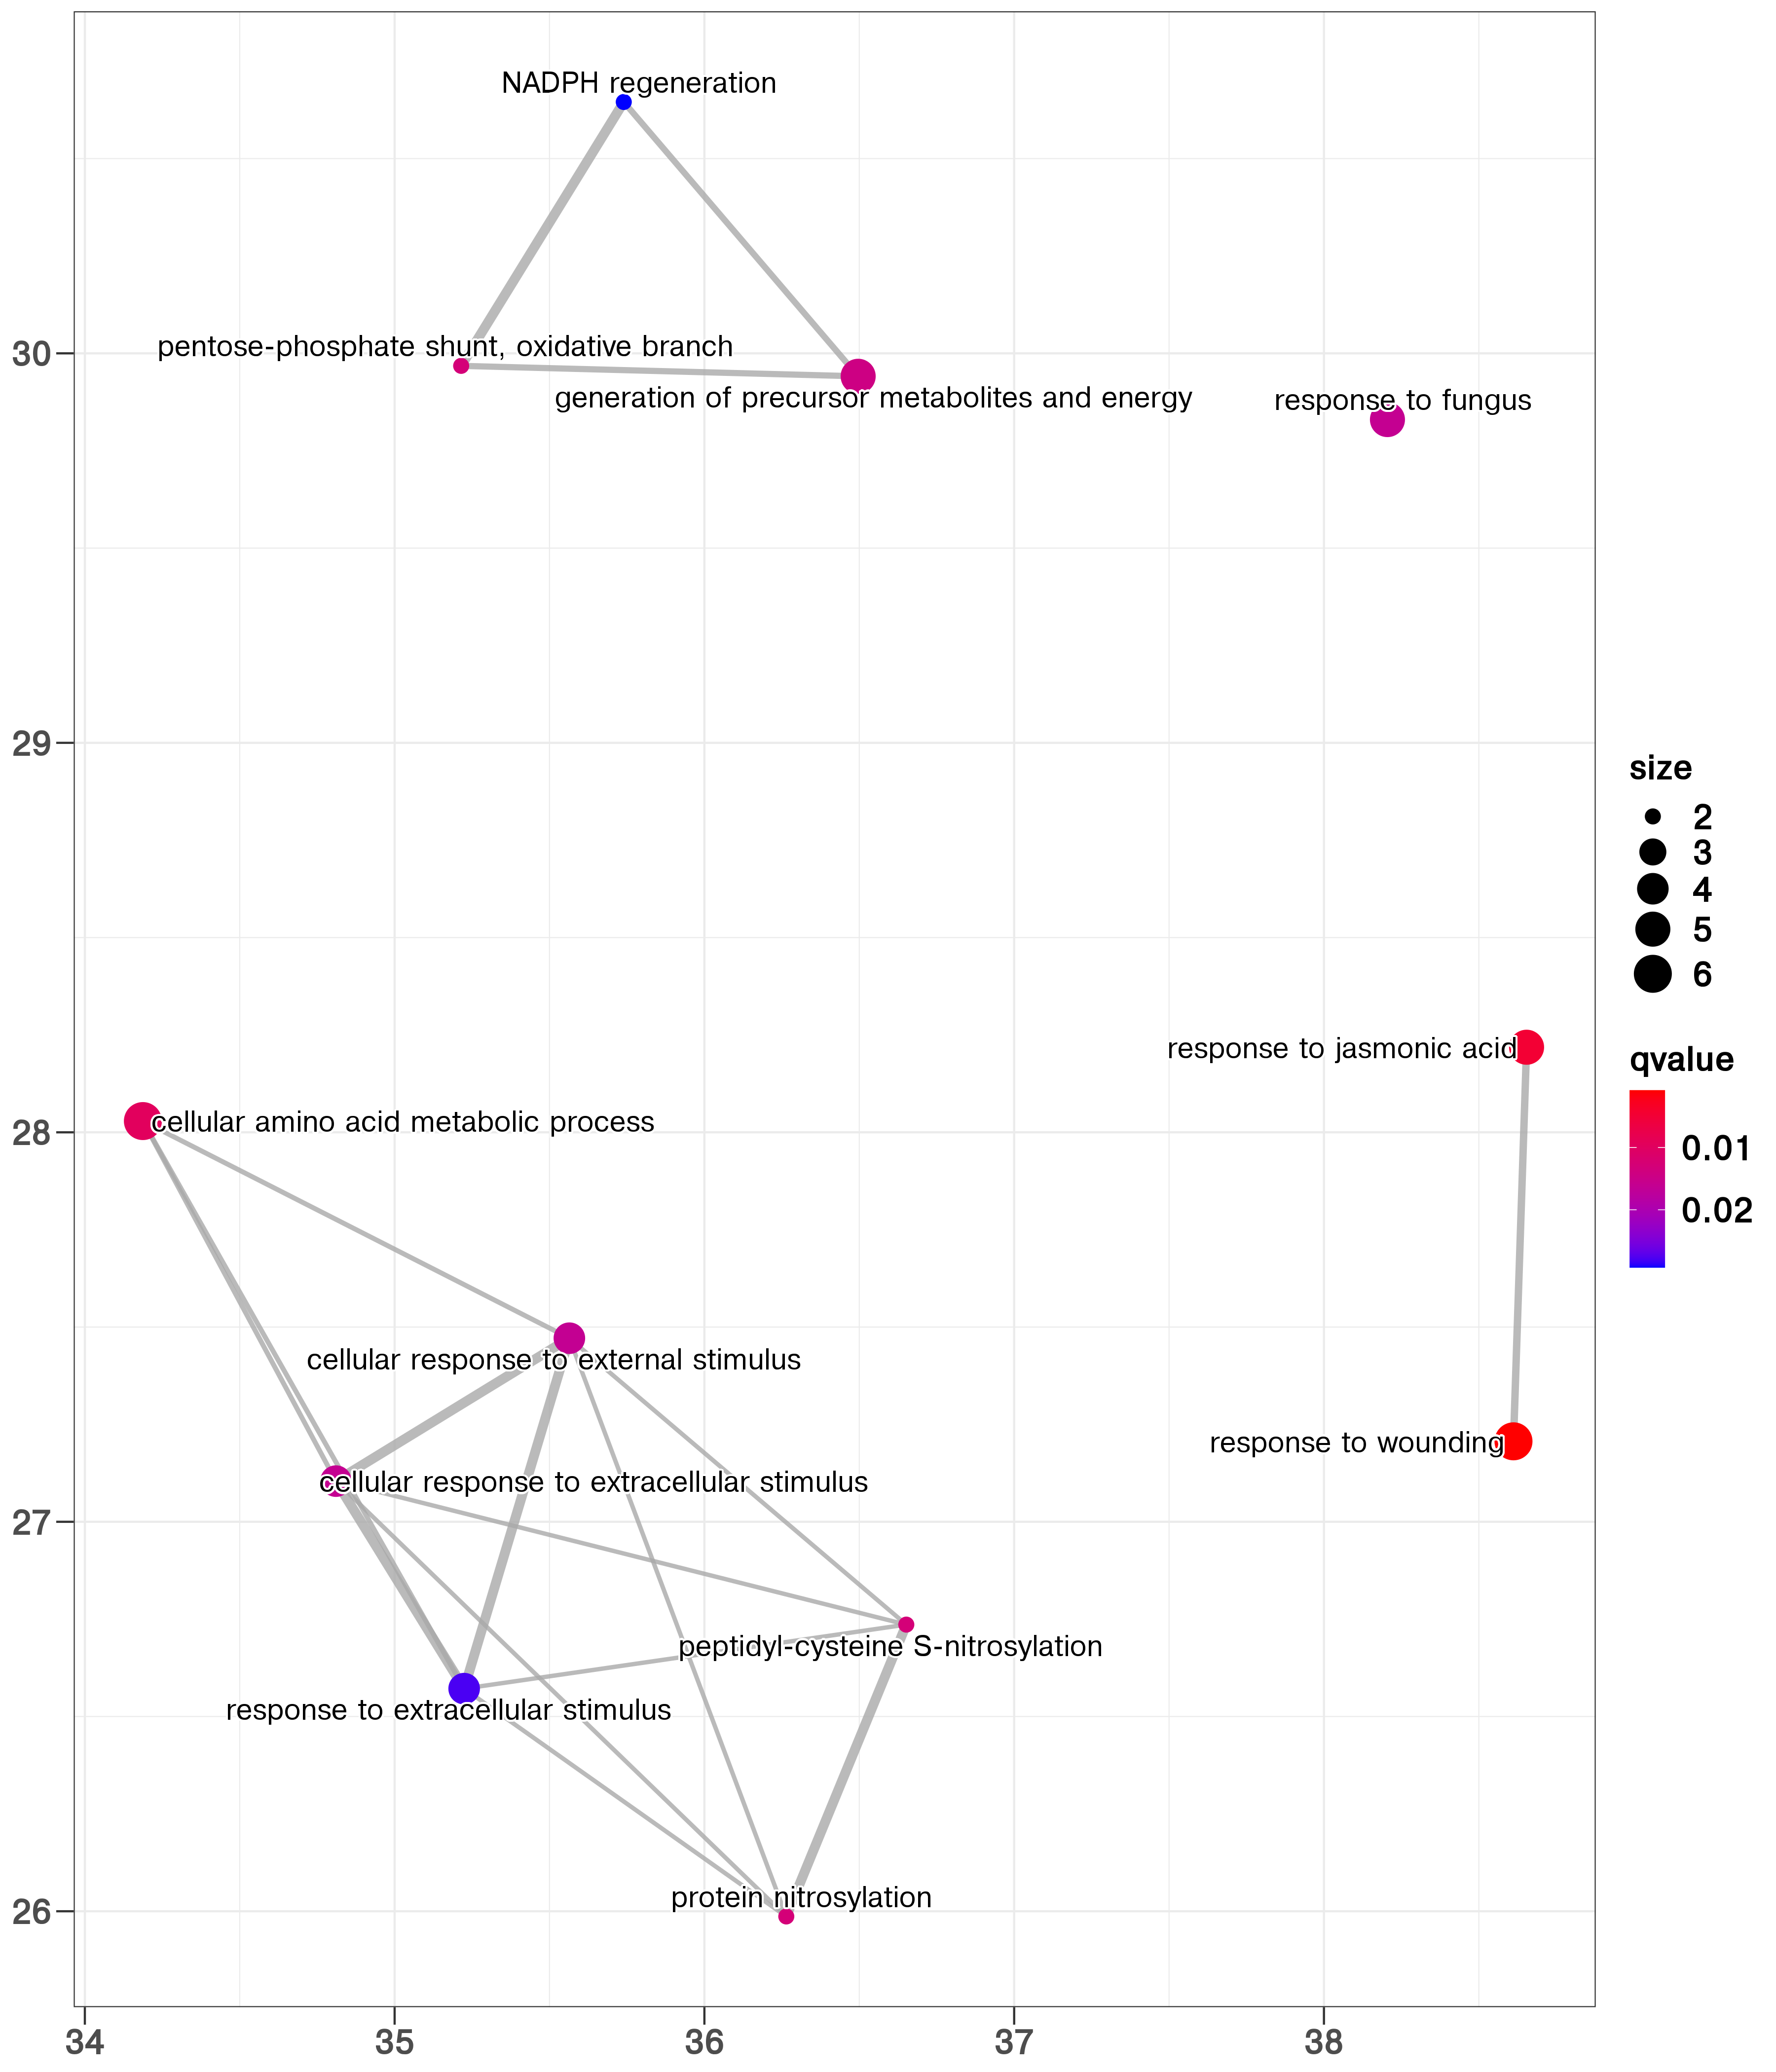 NADPH regeneration
pentose-phosphate shunt, oxidative branch
generation of precursor metabolites and energy
response to fungus
response to jasmonic acid
cellular amino acid metabolic process
cellular response to external stimulus
response to wounding
cellular response to extracellular stimulus
peptidyl-cysteine S-nitrosylation
response to extracellular stimulus
protein nitrosylation
30
29
28
27
26
34
35
36
37
38
size
2
3
4
5
6
qvalue
0.01
0.02